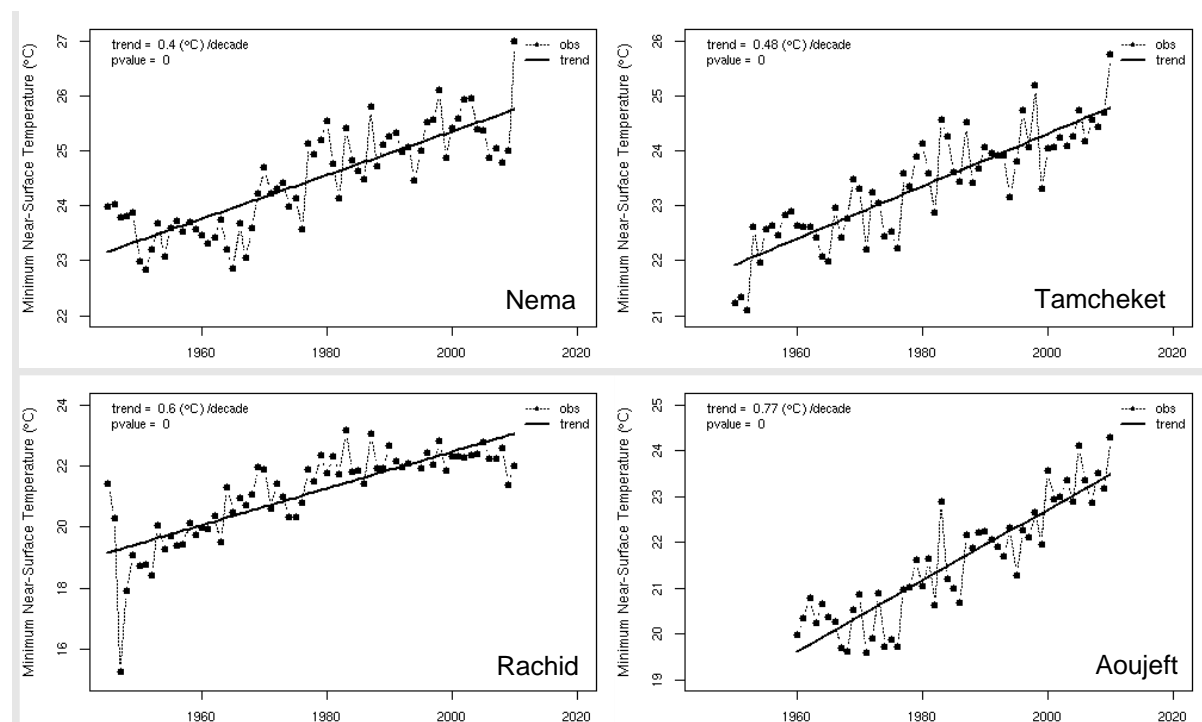 Minimum Near-Surface Temperature (°C)
trend = 0.4 (°C) /decade
pvalue = 0
obs
trend
27
26
25
24
23
22
1960
1980
2000
2020
Nema
Minimum Near-Surface Temperature (°C)
trend = 0.48 (°C) /decade
pvalue = 0
obs
trend
26
25
24
23
22
21
1960
1980
2000
2020
Tamcheket
Minimum Near-Surface Temperature (°C)
trend = 0.6 (°C) /decade
pvalue = 0
obs
trend
24
22
20
18
16
1960
1980
2000
2020
Rachid
Minimum Near-Surface Temperature (°C)
trend = 0.77 (°C) /decade
pvalue = 0
obs
trend
25
24
23
22
21
20
19
1960
1980
2000
2020
Aoujeft